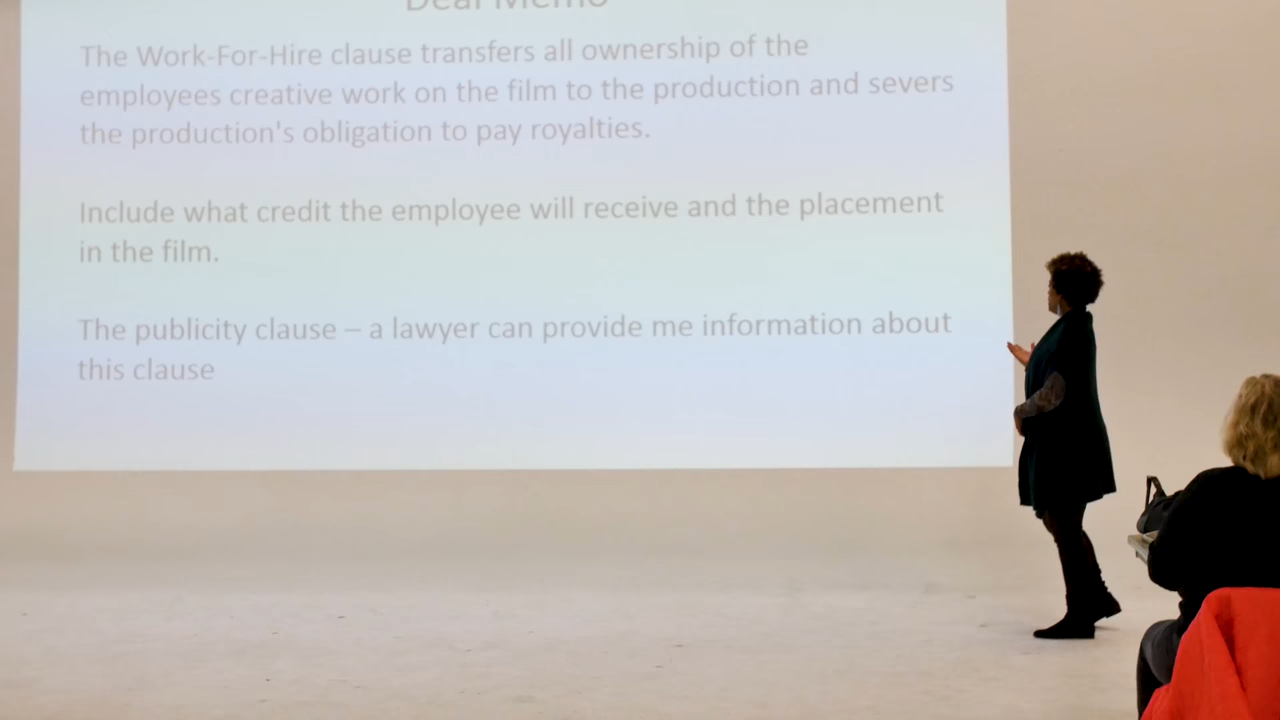 Deal Memo
The Work-For-Hire clause transfers all ownership of the
employees creative work on the film to the production and severs
the production's obligation to pay royalties.
Include what credit the employee will receive and the placement
in the film.
The publicity clause – a lawyer can provide me information about
this clause